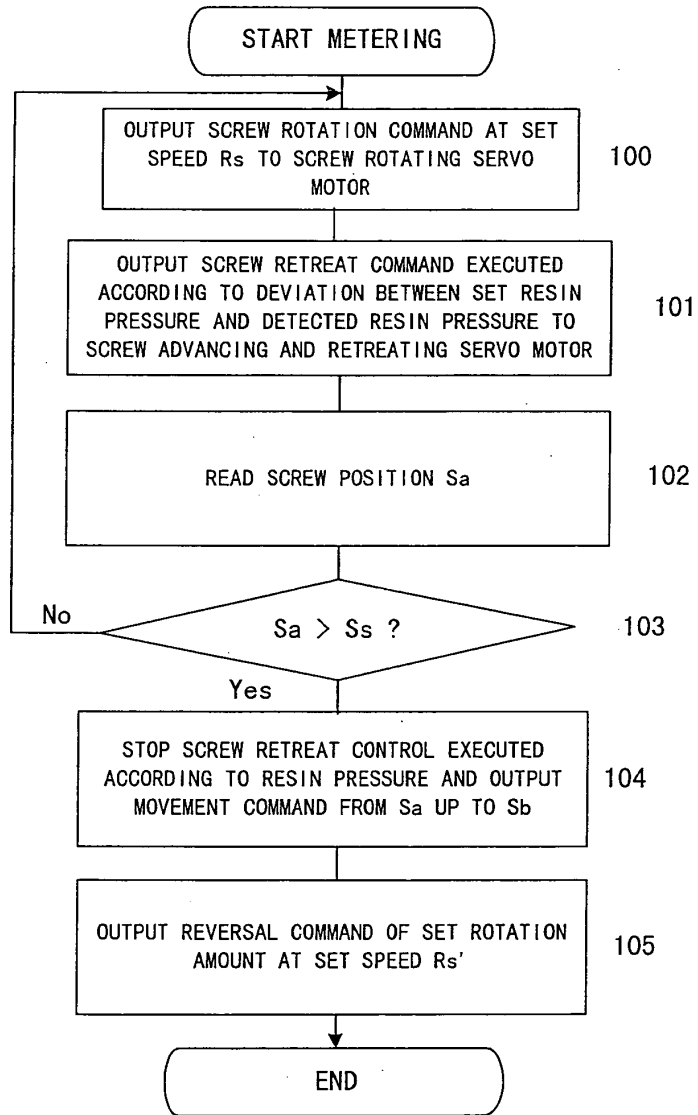 START METERING
OUTPUT SCREW ROTATION COMMAND AT SET
SPEED Rs TO SCREW ROTATING SERVO
MOTOR
100
OUTPUT SCREW RETREAT COMMAND EXECUTED
ACCORDING TO DEVIATION BETWEEN SET RESIN
PRESSURE AND DETECTED RESIN PRESSURE TO
SCREW ADVANCING AND RETREATING SERVO MOTOR
101
READ SCREW POSITION Sa
102
No
Sa > Ss ?
103
Yes
STOP SCREW RETREAT CONTROL EXECUTED
ACCORDING TO RESIN PRESSURE AND OUTPUT
MOVEMENT COMMAND FROM Sa UP TO Sb
104
OUTPUT REVERSAL COMMAND OF SET ROTATION
AMOUNT AT SET SPEED Rs'
105
END